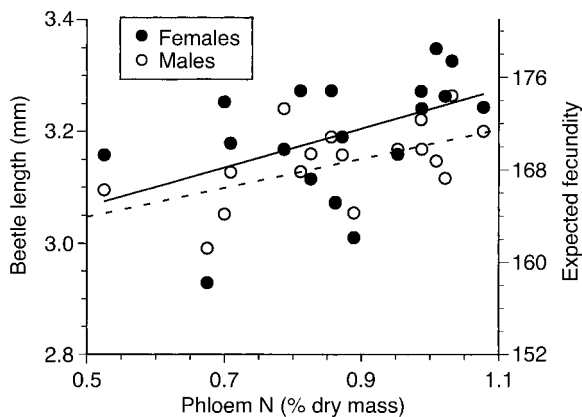 3.4
3.2
3.0
2.8
Beetle length (mm)
Females
Males
176
168
160
152
Expected fecundity
0.5
0.7
0.9
1.1
Phloem N (% dry mass)